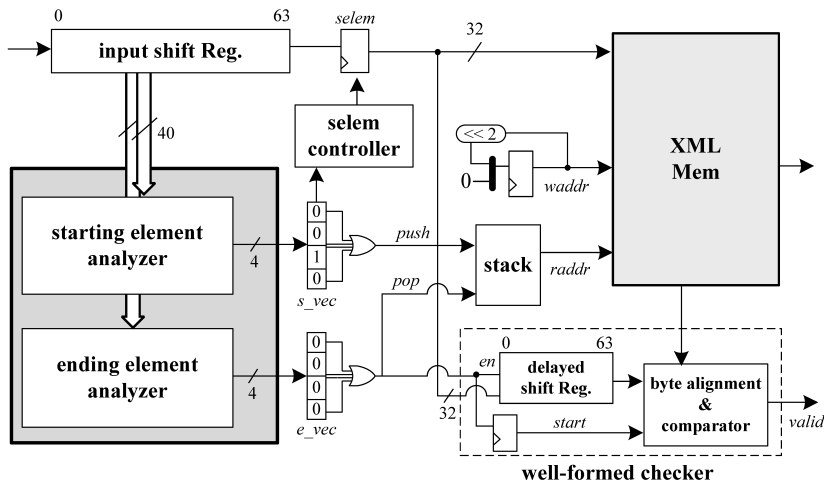 0 63 selem
input shift Reg.
32
40
selem
controller
<< 2
0
waddr
XML
Mem
starting element
analyzer
4
0
0
1
0
s_vec
push
pop
stack
raddr
ending element
analyzer
4
0
0
0
0
e_vec
en
0 63
delayed
shift Reg.
32
start
byte alignment
&
comparator
valid
well-formed checker